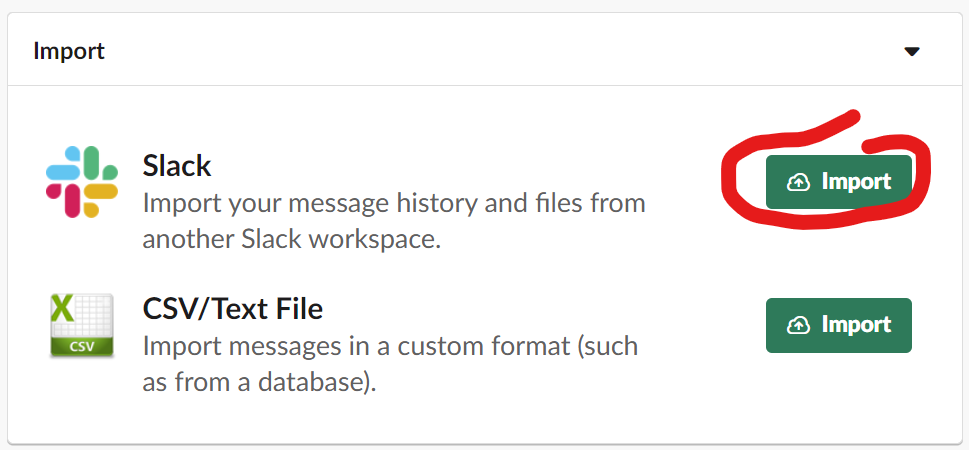 Import
Slack
Import your message history and files from
another Slack workspace.
Import
CSV/Text File
Import messages in a custom format (such
as from a database).
Import
X
CSV